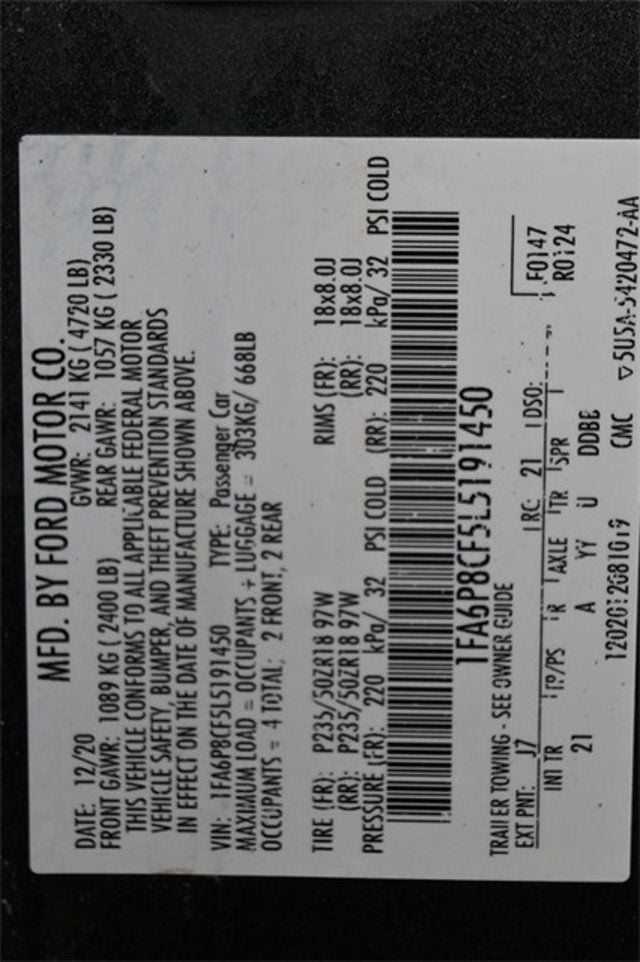 MFD. BY FORD MOTOR CO.
DATE: 12/20 GVWR: 2141 KG ( 4720 LB)
FRONT GAWR: 1089 KG ( 2400 LB) REAR GAWR: 1057 KG ( 2330 LB)
THIS VEHICLE CONFORMS TO ALL APPLICABLE FEDERAL MOTOR
VEHICLE SAFETY, BUMPER, AND THEFT PREVENTION STANDARDS
IN EFFECT ON THE DATE OF MANUFACTURE SHOWN ABOVE.
VIN: 1FA6P8CF5L5191450 TYPE: Passenger Car
MAXIMUM LOAD = OCCUPANTS + LUGGAGE = 303KG/ 668LB
OCCUPANTS = 4 TOTAL; 2 FRONT, 2 REAR
TIRE (FR): P235/50ZR18 97W RIMS (FR): 18x8.0J
(RR): P235/50ZR18 97W (RR): 18x8.0J
PRESSURE (FR): 220 kPa/ 32 PSI COLD (RR): 220 kPa/ 32 PSI COLD
1FA6P8CF5L5191450
TRAILER TOWING - SEE OWNER GUIDE
F0147
EXT PNT: J7 RC: 21 DSO: R0124
INT TR TP/PS R AXLE TR SPR
21 A YY U DDBE
CMC ▽5U5A-5420472-AA